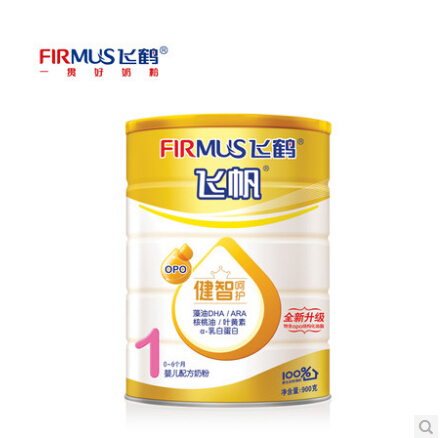 FIRMUS飞鹤®
一贯好奶粉
FIRMUS飞鹤®
飞帆
OPO
健智呵护
藻油DHA / ARA
核桃油 / 叶黄素
α-乳白蛋白
全新升级
1
0~6个月
婴儿配方奶粉
100%
净含量:900克